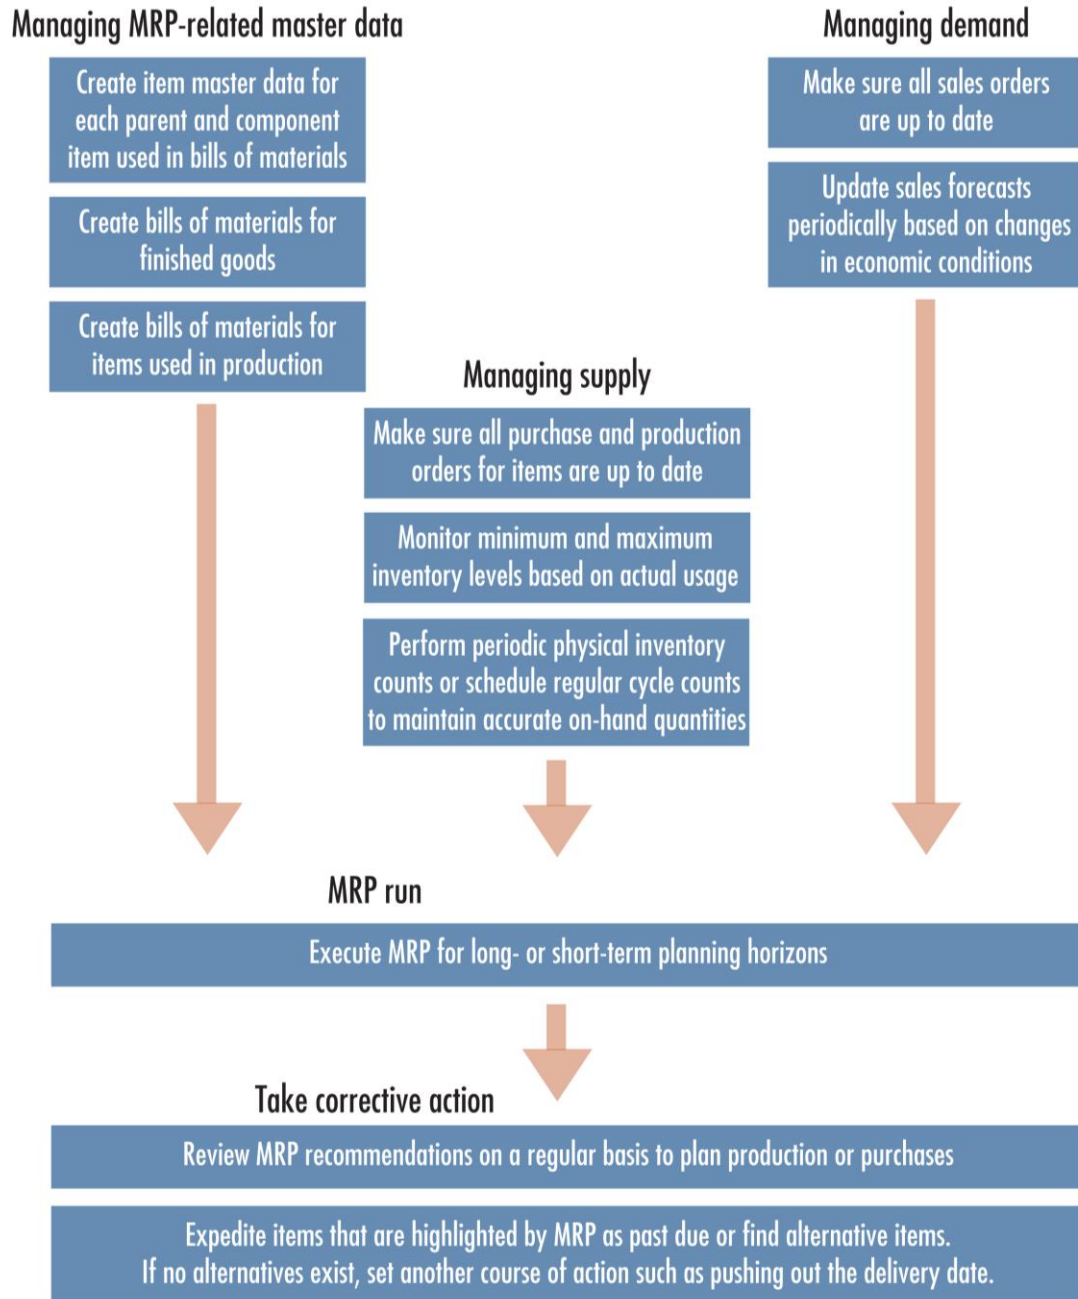 Managing MRP-related master data
Create item master data for
each parent and component
item used in bills of materials
Create bills of materials for
finished goods
Create bills of materials for
items used in production
Managing supply
Make sure all purchase and production
orders for items are up to date
Monitor minimum and maximum
inventory levels based on actual usage
Perform periodic physical inventory
counts or schedule regular cycle counts
to maintain accurate on-hand quantities
Managing demand
Make sure all sales orders
are up to date
Update sales forecasts
periodically based on changes
in economic conditions
MRP run
Execute MRP for long- or short-term planning horizons
Take corrective action
Review MRP recommendations on a regular basis to plan production or purchases
Expedite items that are highlighted by MRP as past due or find alternative items.
If no alternatives exist, set another course of action such as pushing out the delivery date.